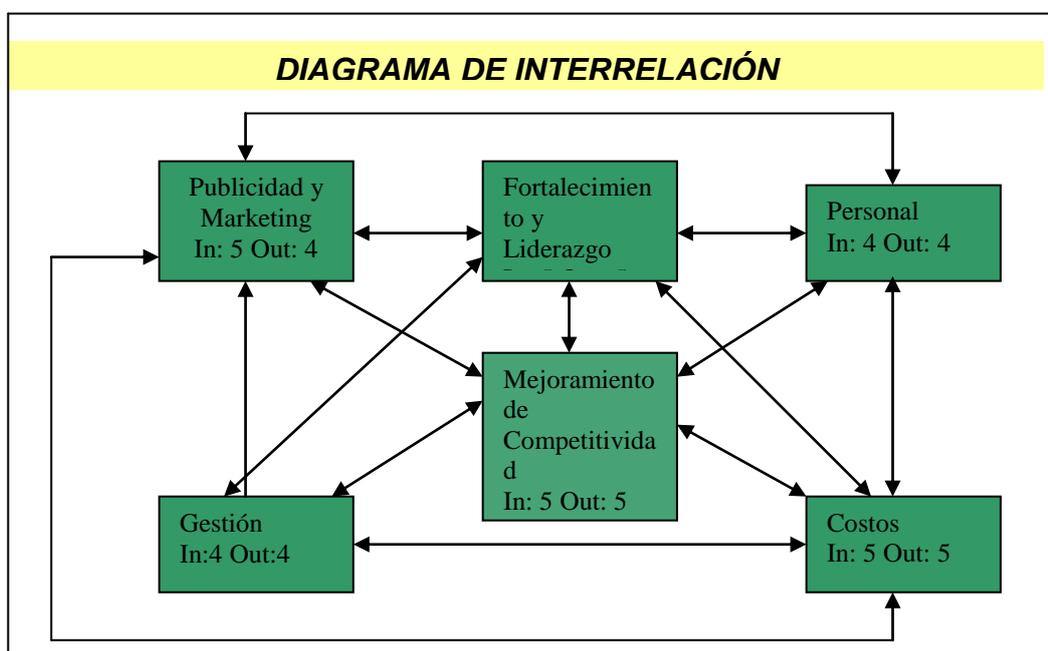 DIAGRAMA DE INTERRELACIÓN
Publicidad y
Marketing
In: 5 Out: 4
Fortalecimien
to y
Liderazgo
Personal
In: 4 Out: 4
Mejoramiento
de
Competitivida
d
In: 5 Out: 5
Gestión
In:4 Out:4
Costos
In: 5 Out: 5